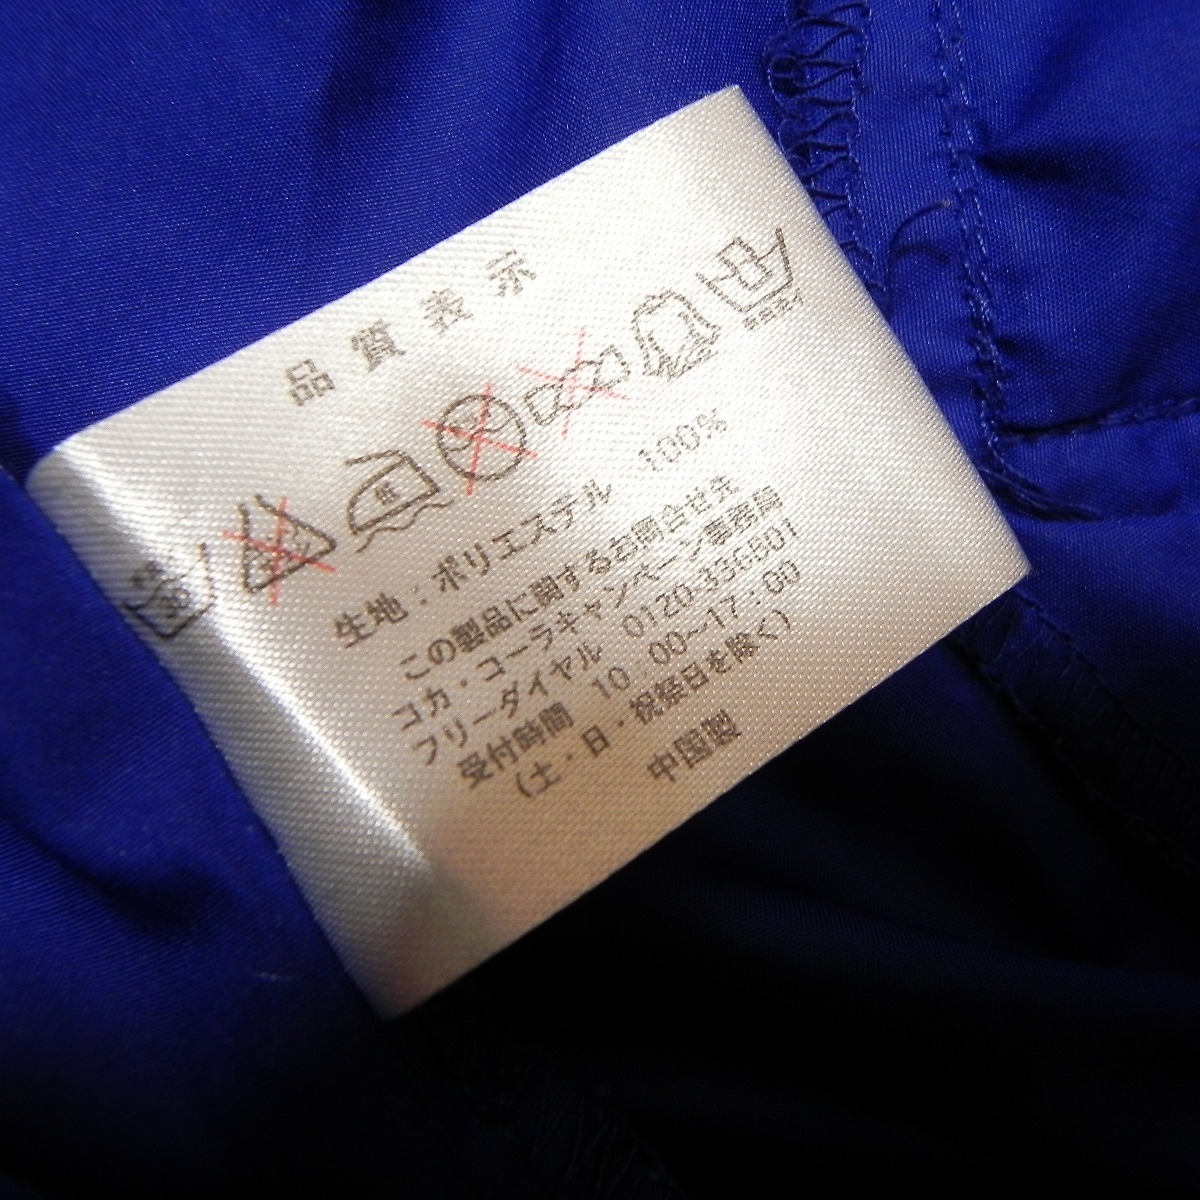 品質表示
生地：ポリエステル 100%
この製品に関するお問合せ先
コカ・コーラキャンペーン事務局
フリーダイヤル 0120-336801
受付時間 10：00～17：00
(土・日・祝祭日を除く)
中国製